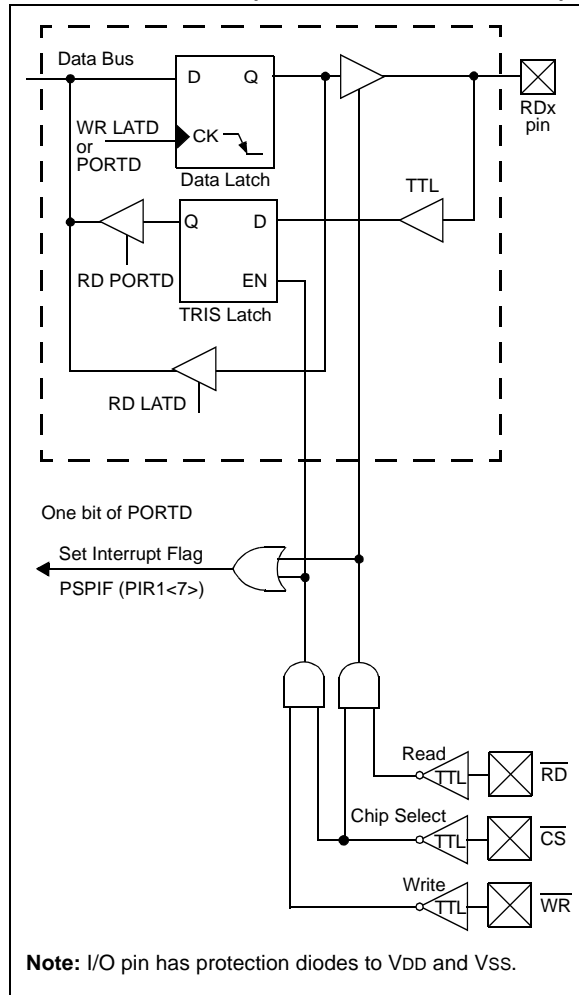 Data Bus
D Q
RDx
pin
WR LATD
or
PORTD
CK
Data Latch
TTL
Q D
RD PORTD
EN
TRIS Latch
RD LATD
One bit of PORTD
Set Interrupt Flag
PSPIF (PIR1<7>)
Read
TTL RD
Chip Select
TTL CS
Write
TTL WR
Note: I/O pin has protection diodes to VDD and VSS.